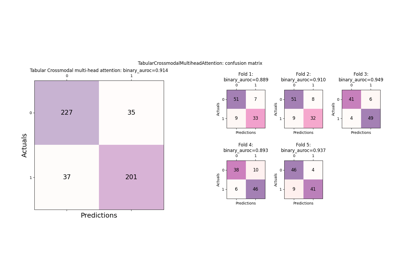 TabularCrossmodalMultiheadAttention: confusion matrix
Tabular Crossmodal multi-head attention: binary_auroc=0.914
0 1
0 227 35
1 37 201
Actuals
Predictions
Fold 1:
binary_auroc=0.889
0 1
0 51 7
1 9 33
Actuals
Predictions
Fold 2:
binary_auroc=0.910
0 1
0 51 8
1 9 32
Predictions
Fold 3:
binary_auroc=0.949
0 1
0 41 6
1 4 49
Predictions
Fold 4:
binary_auroc=0.893
0 1
0 38 10
1 6 46
Actuals
Predictions
Fold 5:
binary_auroc=0.937
0 1
0 46 4
1 9 41
Predictions